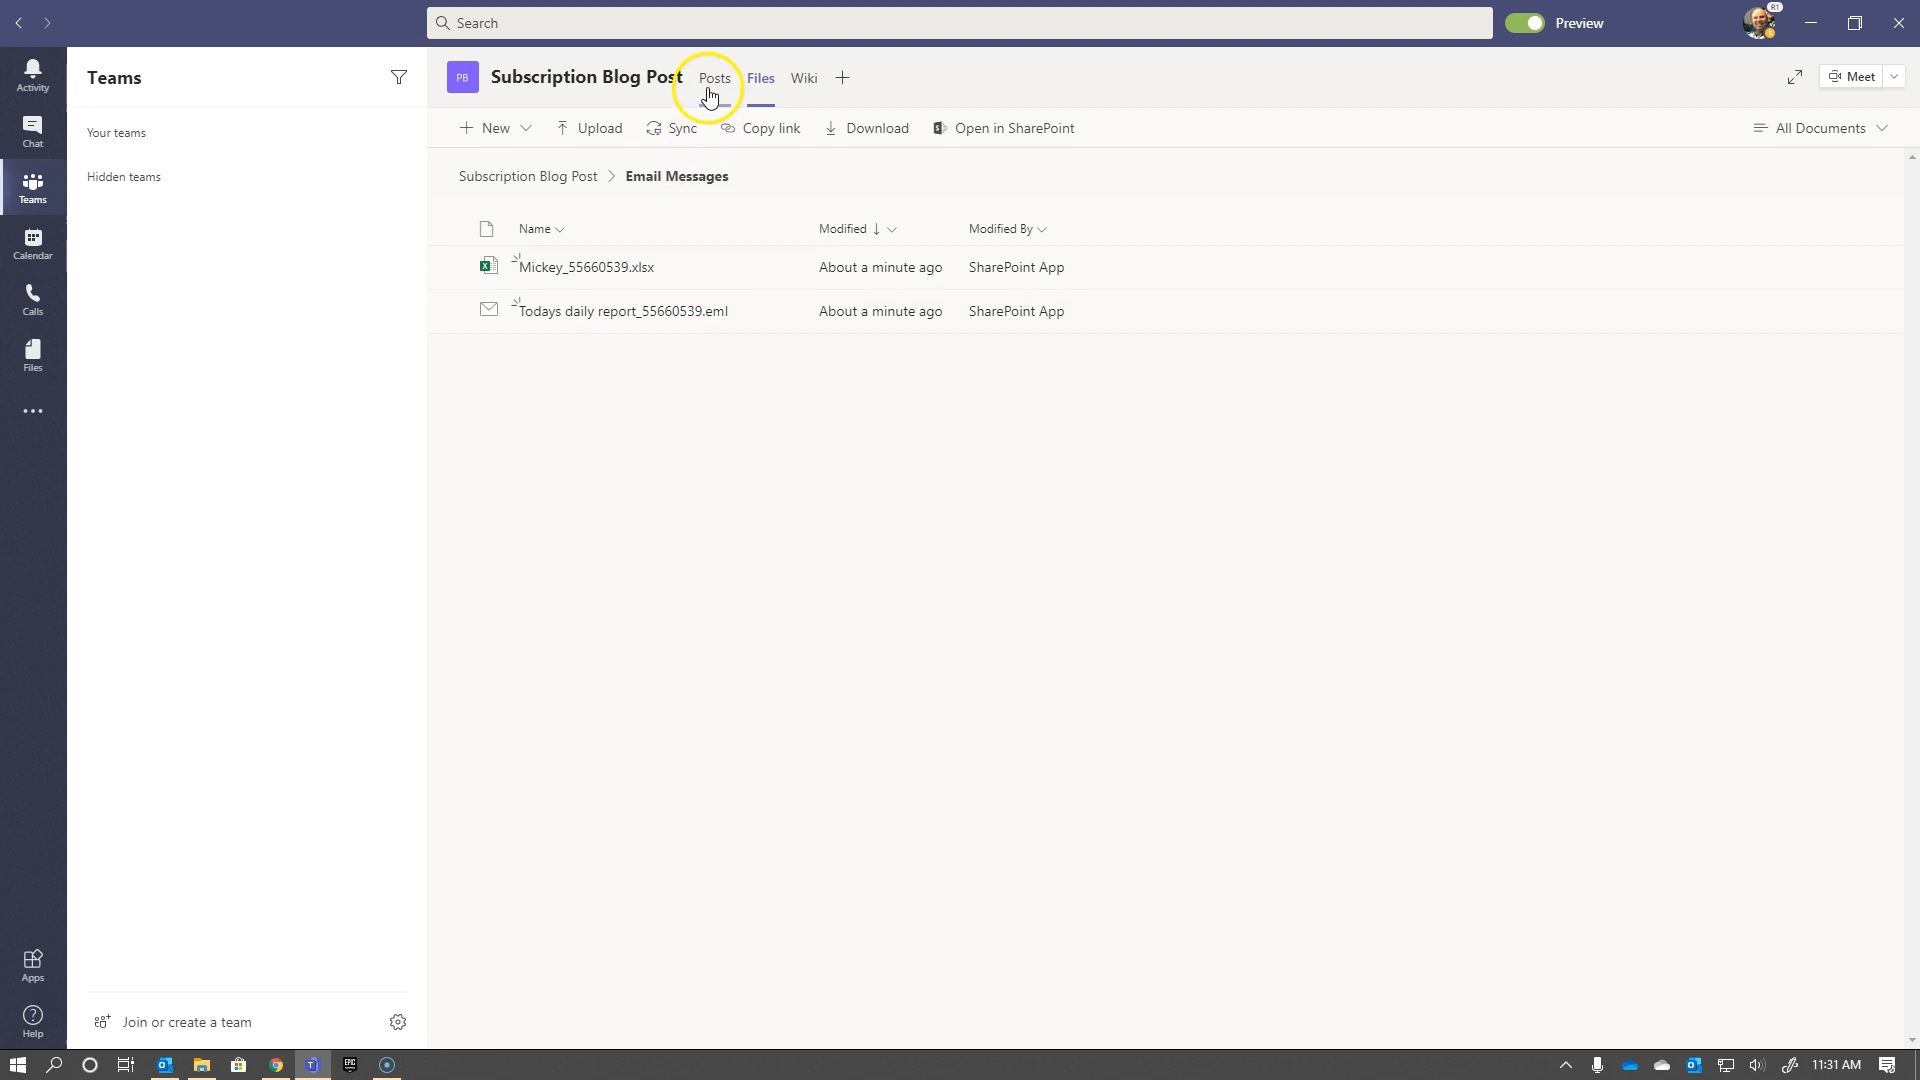 Search
Preview
R1
Activity
Chat
Teams
Calendar
Calls
Files
Apps
Help
Teams
Your teams
Hidden teams
Join or create a team
PB Subscription Blog Post Posts Files Wiki
Meet
New Upload Sync Copy link Download Open in SharePoint All Documents
Subscription Blog Post > Email Messages
Name Modified Modified By
Mickey_55660539.xlsx About a minute ago SharePoint App
Todays daily report_55660539.eml About a minute ago SharePoint App
EPIC
11:31 AM